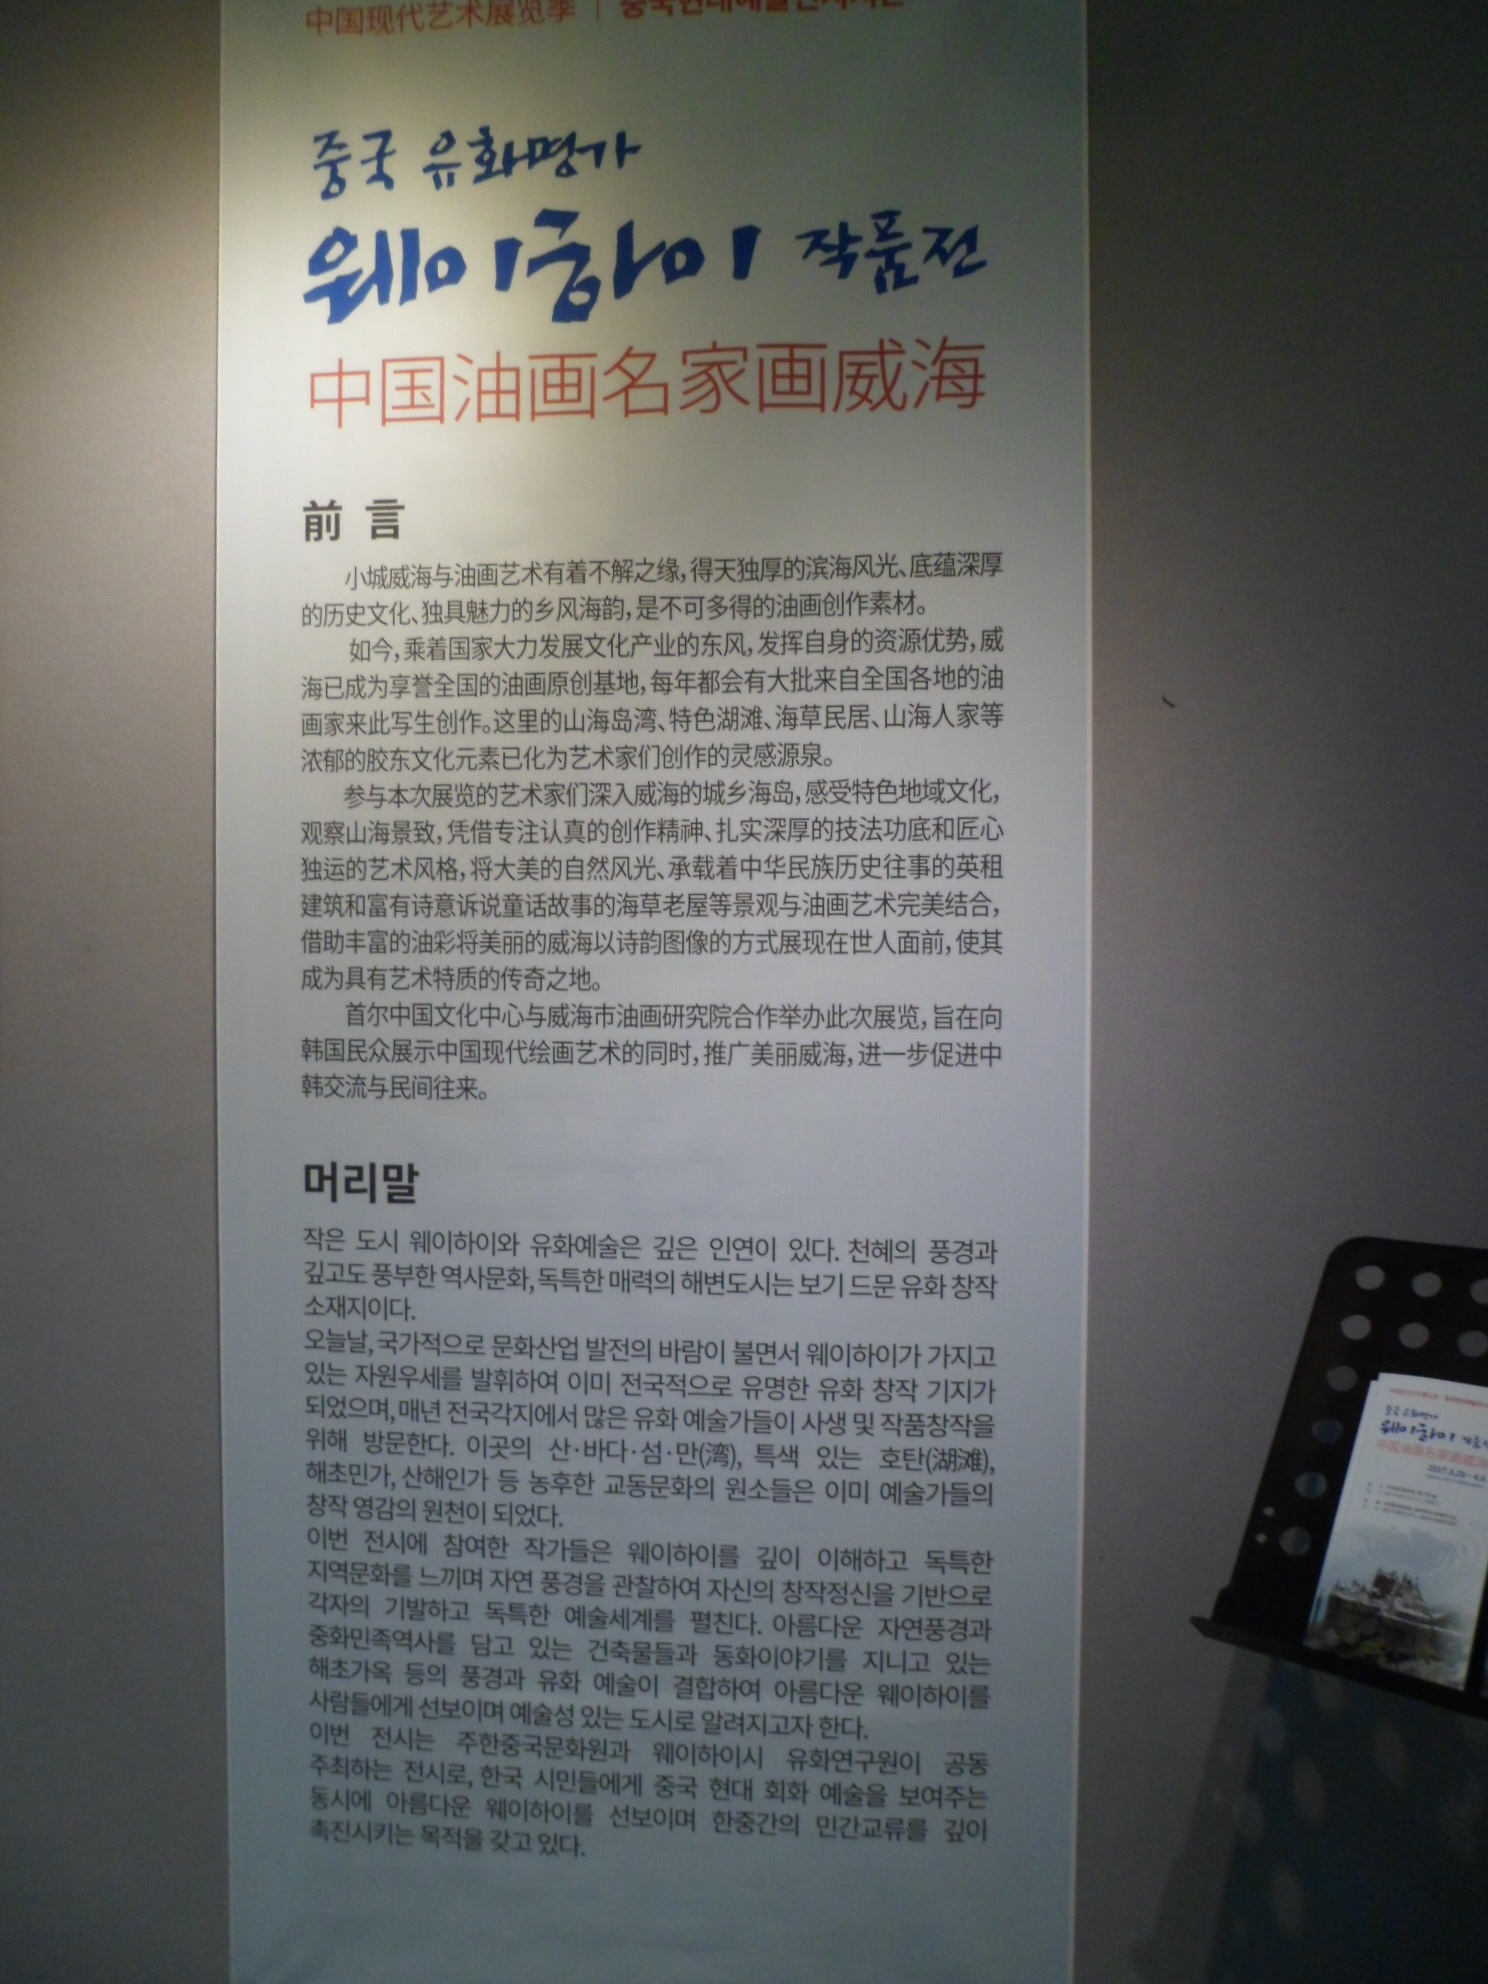 中国现代艺术展览季 | 중국현대예술전시시즌
중국 유화명가
웨이하이 작품전
中国油画名家画威海
前言
小城威海与油画艺术有着不解之缘，得天独厚的滨海风光、底蕴深厚
的历史文化、独具魅力的乡风海韵，是不可多得的油画创作素材。
如今，乘着国家大力发展文化产业的东风，发挥自身的资源优势，威
海已成为享誉全国的油画原创基地，每年都会有大批来自全国各地的油
画家来此写生创作。这里的山海岛湾、特色湖滩、海草民居、山海人家等
浓郁的胶东文化元素已化为艺术家们创作的灵感源泉。
参与本次展览的艺术家们深入威海的城乡海岛，感受特色地域文化，
观察山海景致，凭借专注认真的创作精神、扎实深厚的技法功底和匠心
独运的艺术风格，将大美的自然风光、承载着中华民族历史往事的英租
建筑和富有诗意诉说童话故事的海草老屋等景观与油画艺术完美结合，
借助丰富的油彩将美丽的威海以诗韵图像的方式展现在世人面前，使其
成为具有艺术特质的传奇之地。
首尔中国文化中心与威海市油画研究院合作举办此次展览，旨在向
韩国民众展示中国现代绘画艺术的同时，推广美丽威海，进一步促进中
韩交流与民间往来。
머리말
작은 도시 웨이하이와 유화예술은 깊은 인연이 있다. 천혜의 풍경과
깊고도 풍부한 역사문화, 독특한 매력의 해변도시는 보기 드문 유화 창작
소재지이다.
오늘날, 국가적으로 문화산업 발전의 바람이 불면서 웨이하이가 가지고
있는 자원우세를 발휘하여 이미 전국적으로 유명한 유화 창작 기지가
되었으며, 매년 전국각지에서 많은 유화 예술가들이 사생 및 작품창작을
위해 방문한다. 이곳의 산·바다·섬·만(湾), 특색 있는 호탄(湖滩),
해초민가, 산해인가 등 농후한 교동문화의 원소들은 이미 예술가들의
창작 영감의 원천이 되었다.
이번 전시에 참여한 작가들은 웨이하이를 깊이 이해하고 독특한
지역문화를 느끼며 자연 풍경을 관찰하여 자신의 창작정신을 기반으로
각자의 기발하고 독특한 예술세계를 펼친다. 아름다운 자연풍경과
중화민족역사를 담고 있는 건축물들과 동화이야기를 지니고 있는
해초가옥 등의 풍경과 유화 예술이 결합하여 아름다운 웨이하이를
사람들에게 선보이며 예술성 있는 도시로 알려지고자 한다.
이번 전시는 주한중국문화원과 웨이하이시 유화연구원이 공동
주최하는 전시로, 한국 시민들에게 중국 현대 회화 예술을 보여주는
동시에 아름다운 웨이하이를 선보이며 한중간의 민간교류를 깊이
촉진시키는 목적을 갖고 있다.
중국 유화명가
웨이하이 작품전
中国油画名家画威海